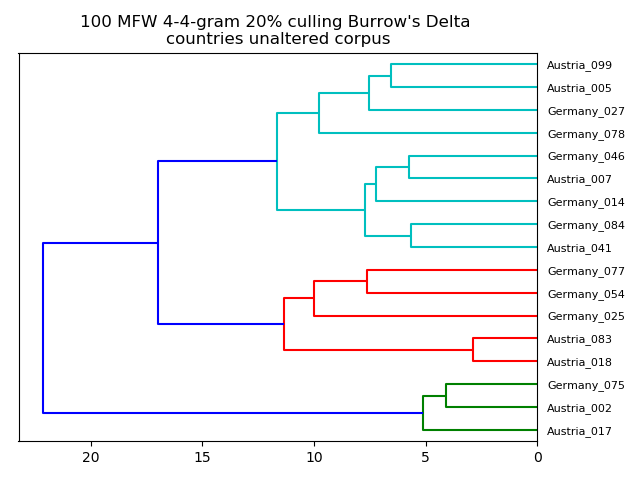 100 MFW 4-4-gram 20% culling Burrow's Delta
countries unaltered corpus
Austria_099
Austria_005
Germany_027
Germany_078
Germany_046
Austria_007
Germany_014
Germany_084
Austria_041
Germany_077
Germany_054
Germany_025
Austria_083
Austria_018
Germany_075
Austria_002
Austria_017
20 15 10 5 0